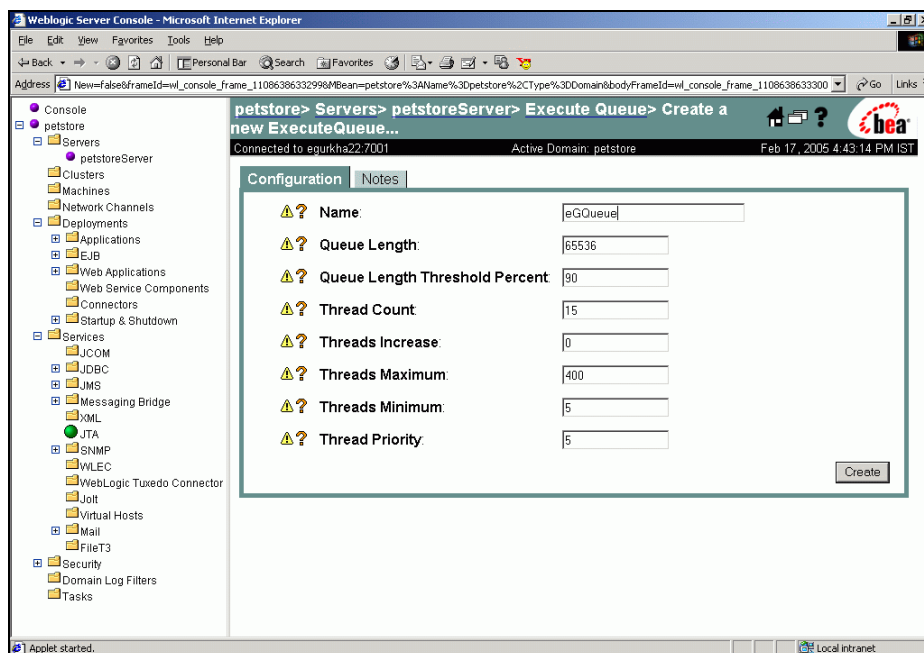 Weblogic Server Console - Microsoft Internet Explorer
File Edit View Favorites Tools Help
Back Personal Bar Search Favorites
Address New=false&frameId=wl_console_frame_1108638633299&MBean=petstore%3AName%3Dpetstore%2CType%3DDomain&bodyFrameId=wl_console_frame_1108638633300 Go Links
Console
petstore
Servers
petstoreServer
Clusters
Machines
Network Channels
Deployments
Applications
EJB
Web Applications
Web Service Components
Connectors
Startup & Shutdown
Services
JCOM
JDBC
JMS
Messaging Bridge
XML
JTA
SNMP
WLEC
WebLogic Tuxedo Connector
Jolt
Virtual Hosts
Mail
FileT3
Security
Domain Log Filters
Tasks
petstore> Servers> petstoreServer> Execute Queue> Create a
new ExecuteQueue...
? bea
Connected to egurkha22:7001 Active Domain: petstore Feb 17, 2005 4:43:14 PM IST
Configuration Notes
? Name: eGQueue
? Queue Length: 65536
? Queue Length Threshold Percent: 90
? Thread Count: 15
? Threads Increase: 0
? Threads Maximum: 400
? Threads Minimum: 5
? Thread Priority: 5
Create
Applet started. Local intranet